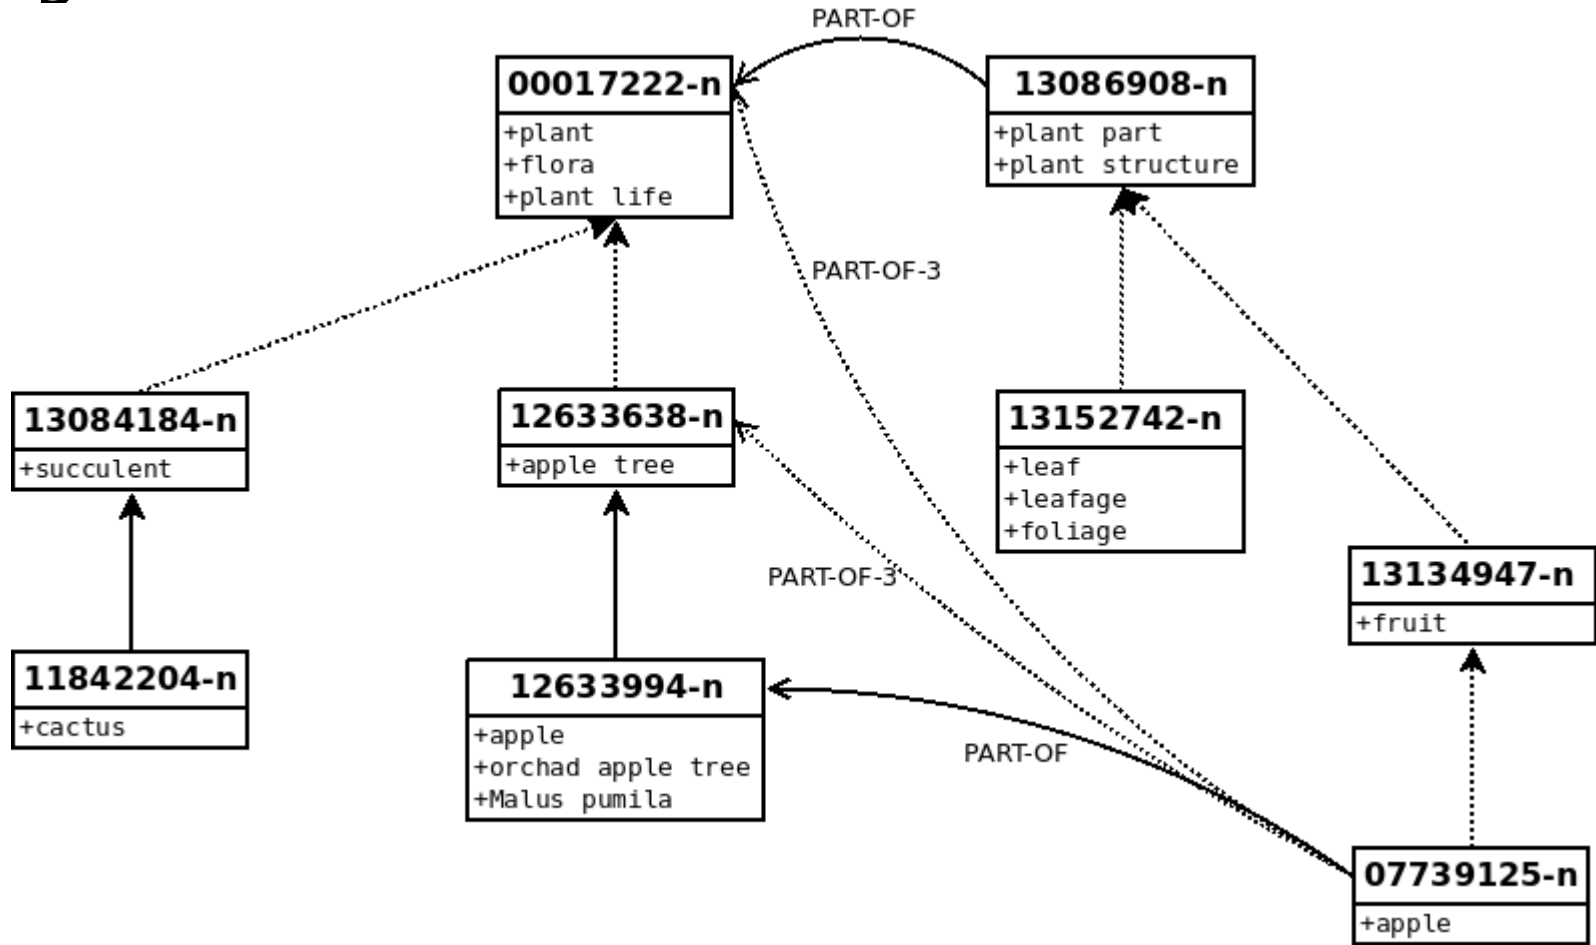 PART-OF
00017222-n
+plant
+flora
+plant life
13086908-n
+plant part
+plant structure
PART-OF-3
13084184-n
+succulent
12633638-n
+apple tree
13152742-n
+leaf
+leafage
+foliage
PART-OF-3
13134947-n
+fruit
11842204-n
+cactus
12633994-n
+apple
+orchad apple tree
+Malus pumila
PART-OF
07739125-n
+apple